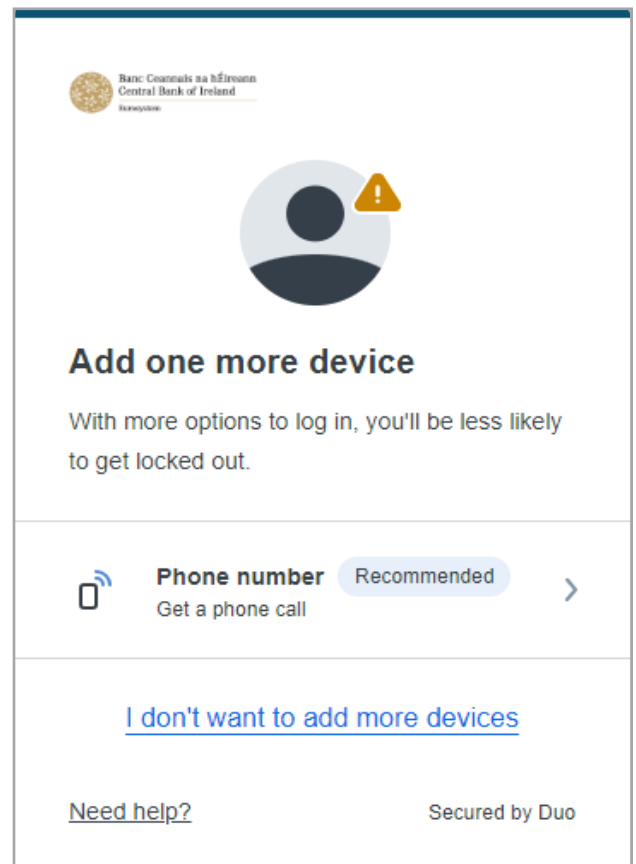 Banc Ceannais na hÉireann
Central Bank of Ireland
Eurosystem
Add one more device
With more options to log in, you'll be less likely
to get locked out.
Phone number Recommended
Get a phone call
I don't want to add more devices
Need help? Secured by Duo